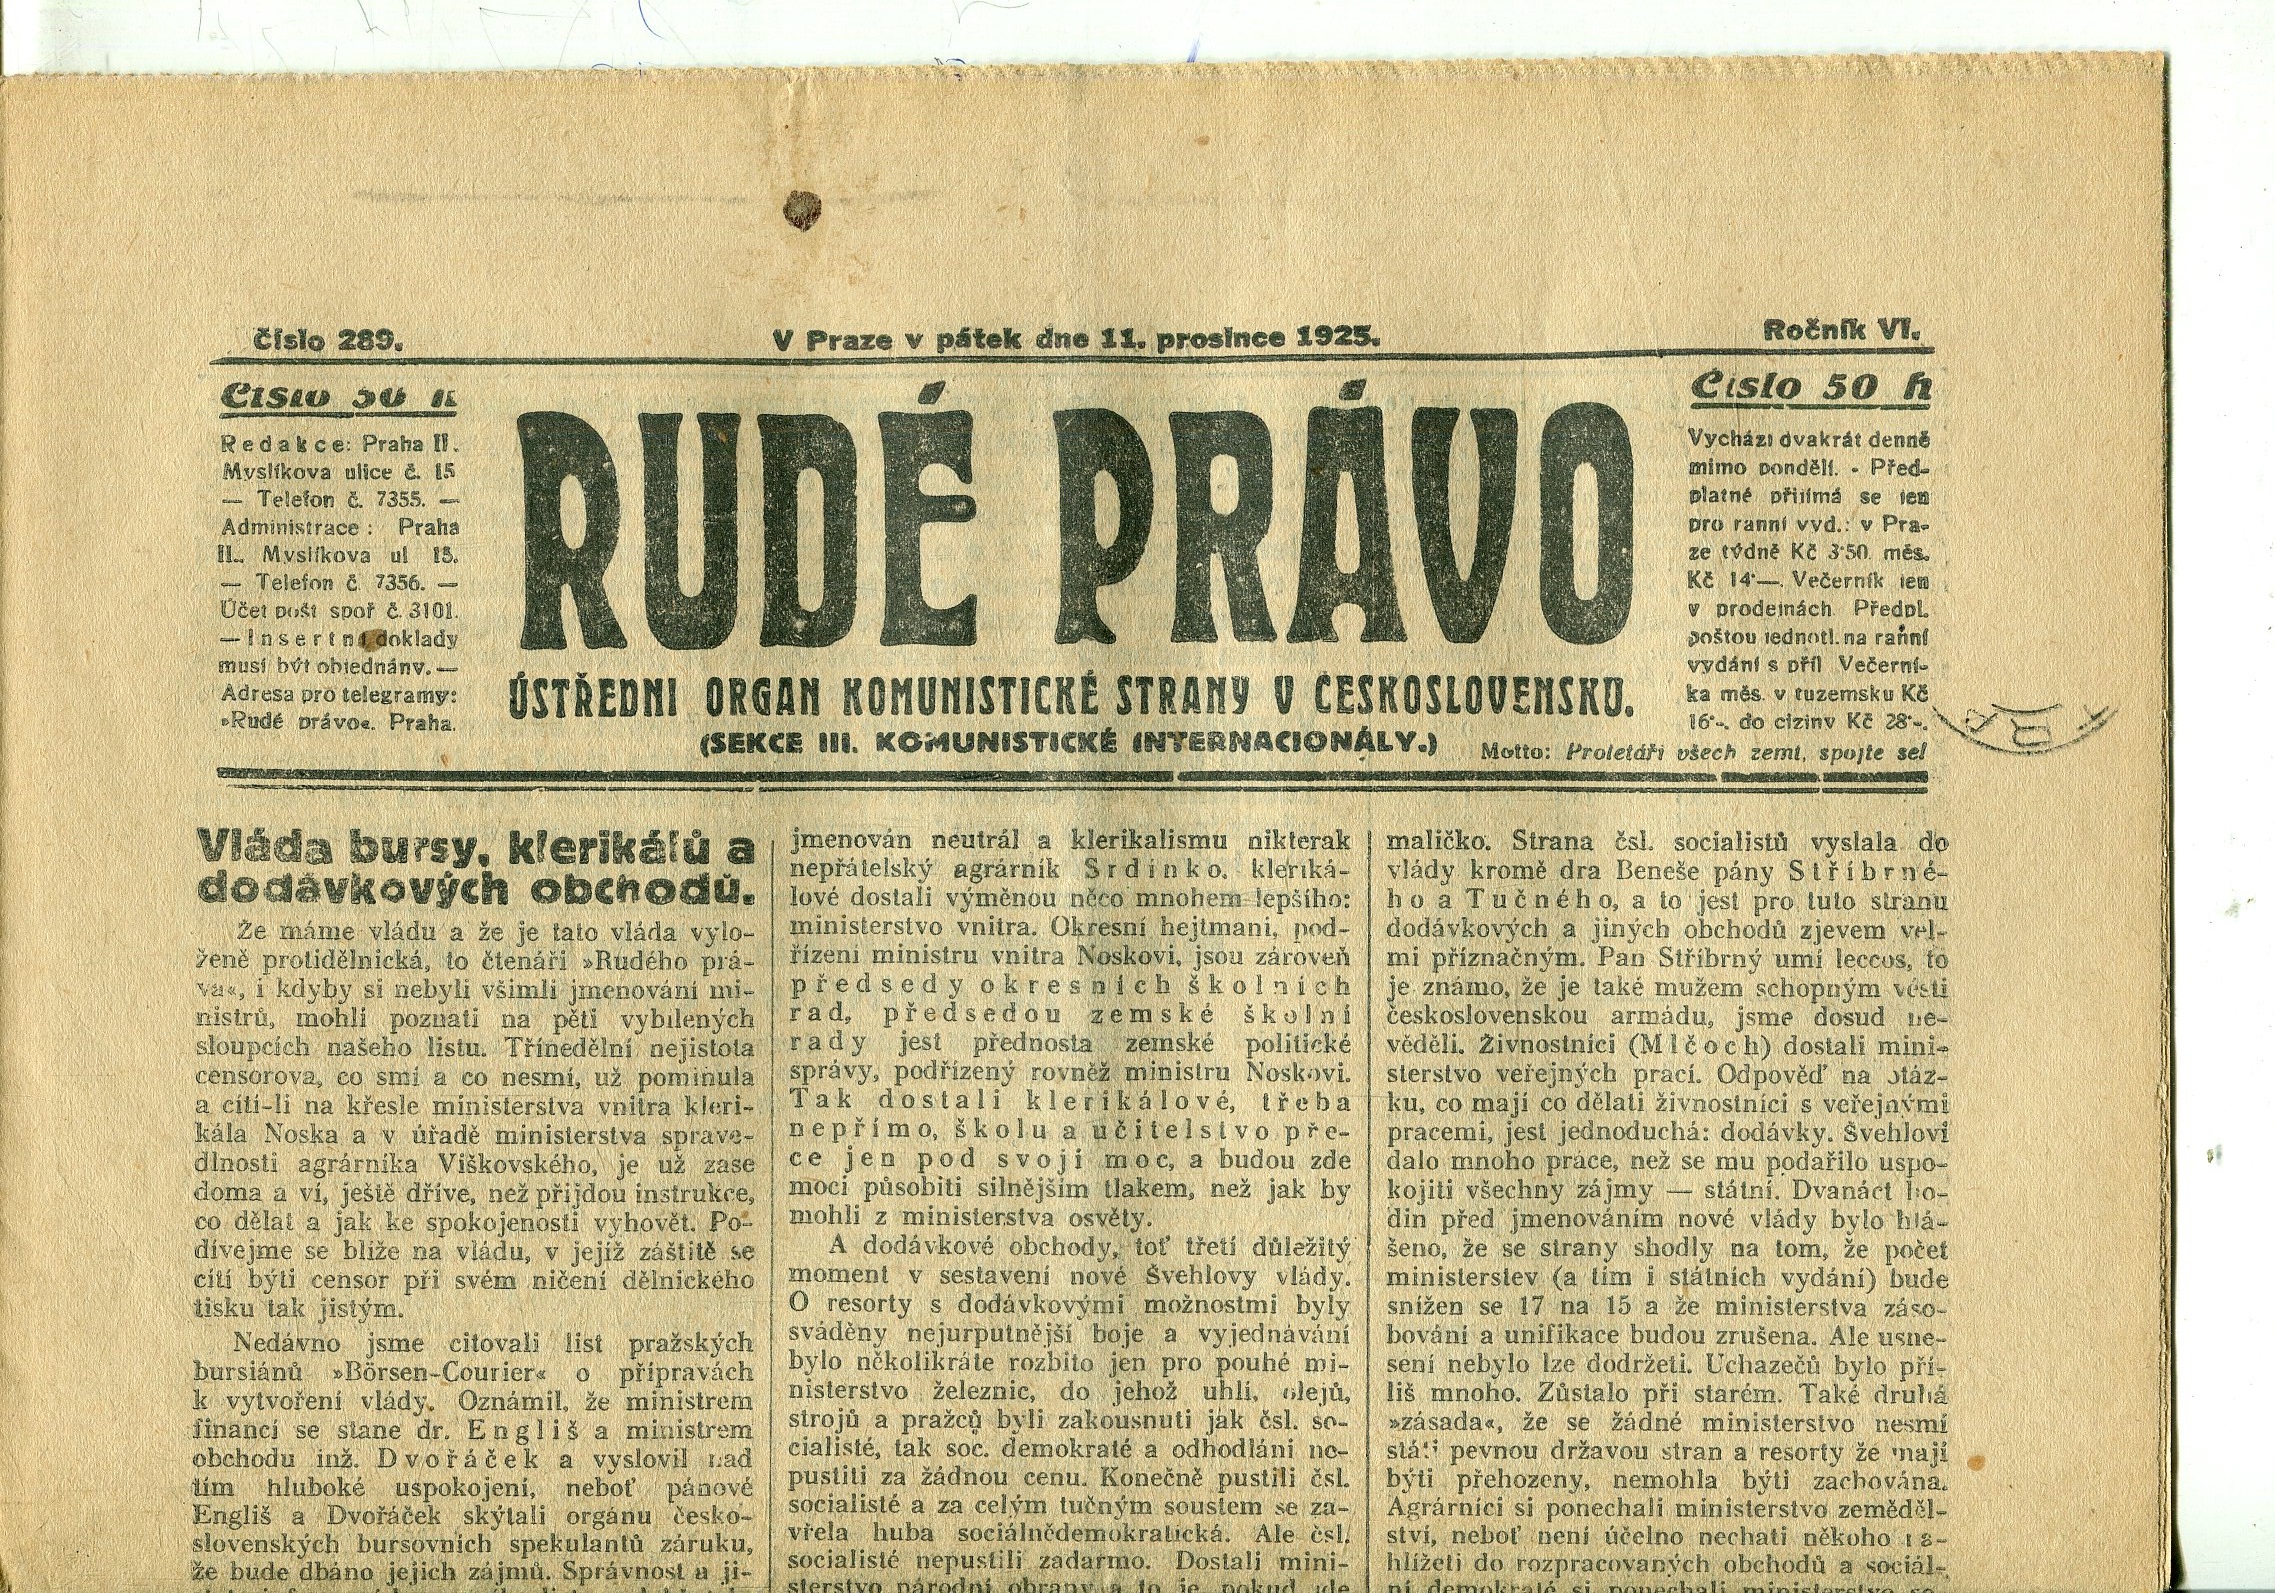 Číslo 289.
V Praze v pátek dne 11. prosince 1925.
Ročník VI.
Číslo 50 h
Redakce: Praha II.
Myslíkova ulice č. 15
— Telefon č. 7355. —
Administrace: Praha
II., Myslíkova ul 15.
— Telefon č. 7356. —
Účet pošt spoř č. 3101.
— Insertní doklady
musí být objednány. —
Adresa pro telegramy:
»Rudé právo«. Praha.
RUDÉ PRÁVO
ÚSTŘEDNI ORGAN KOMUNISTICKÉ STRANY V ČESKOSLOVENSKU.
(SEKCE III. KOMUNISTICKÉ INTERNACIONÁLY.)
Motto: Proletáři všech zemí, spojte se!
Číslo 50 h
Vychází dvakrát denně
mimo pondělí. - Před-
platné přijímá se jen
pro ranní vyd.: v Pra-
ze týdně Kč 3·50. měs.
Kč 14·—. Večerník jen
v prodejnách. Předpl.
poštou jednotl. na ranní
vydání s příl Večerní-
ka měs. v tuzemsku Kč
16·-, do ciziny Kč 28·-.
Vláda bursy, klerikálů a
dodávkových obchodů.
Že máme vládu a že je tato vláda vylo-
ženě protidělnická, to čtenáři »Rudého prá-
va«, i kdyby si nebyli všimli jmenování mi-
nistrů, mohli poznati na pěti vybílených
sloupcích našeho listu. Třínedělní nejistota
censorova, co smí a co nesmí, už pominula
a cítí-li na křesle ministerstva vnitra kleri-
kála Noska a v úřadě ministerstva sprave-
dlnosti agrárníka Viškovského, je už zase
doma a ví, ještě dříve, než přijdou instrukce,
co dělat a jak ke spokojenosti vyhovět. Po-
dívejme se blíže na vládu, v jejíž záštitě se
cítí býti censor při svém ničení dělnického
tisku tak jistým.
Nedávno jsme citovali list pražských
bursiánů »Börsen-Courier« o přípravách
k vytvoření vlády. Oznámil, že ministrem
financí se stane dr. Engliš a ministrem
obchodu inž. Dvořáček a vyslovil nad
tím hluboké uspokojení, neboť pánové
Engliš a Dvořáček skýtali orgánu česko-
slovenských bursovních spekulantů záruku,
že bude dbáno jejich zájmů. Správnost a ji-
jmenován neutrál a klerikalismu nikterak
nepřátelský agrárník Srdínko, kleriká-
lové dostali výměnou něco mnohem lepšího:
ministerstvo vnitra. Okresní hejtmani, pod-
řízení ministru vnitra Noskovi, jsou zároveň
předsedy okresních školních
rad, předsedou zemské školní
rady jest přednosta zemské politické
správy, podřízený rovněž ministru Noskovi.
Tak dostali klerikálové, třeba
nepřímo, školu a učitelstvo pře-
ce jen pod svoji moc, a budou zde
moci působiti silnějším tlakem, než jak by
mohli z ministerstva osvěty.
A dodávkové obchody, toť třetí důležitý
moment v sestavení nové Švehlovy vlády.
O resorty s dodávkovými možnostmi byly
sváděny nejurputnější boje a vyjednávání
bylo několikráte rozbito jen pro pouhé mi-
nisterstvo železnic, do jehož uhlí, olejů,
strojů a pražců byli zakousnuti jak čsl. so-
cialisté, tak soc. demokraté a odhodláni ne-
pustiti za žádnou cenu. Konečně pustili čsl.
socialisté a za celým tučným soustem se za-
vřela huba sociálnědemokratická. Ale čsl.
socialisté nepustili zadarmo. Dostali mini-
sterstvo národní obrany a to je, pokud jde
maličko. Strana čsl. socialistů vyslala do
vlády kromě dra Beneše pány Stříbrné-
ho a Tučného, a to jest pro tuto stranu
dodávkových a jiných obchodů zjevem vel-
mi příznačným. Pan Stříbrný umí leccos, to
je známo, že je také mužem schopným vésti
československou armádu, jsme dosud ne-
věděli. Živnostníci (Mlčoch) dostali mini-
sterstvo veřejných prací. Odpověď na otáz-
ku, co mají co dělati živnostníci s veřejnými
pracemi, jest jednoduchá: dodávky. Švehlovi
dalo mnoho práce, než se mu podařilo uspo-
kojiti všechny zájmy — státní. Dvanáct ho-
din před jmenováním nové vlády bylo hlá-
šeno, že se strany shodly na tom, že počet
ministerstev (a tím i státních vydání) bude
snížen se 17 na 15 a že ministerstva záso-
bování a unifikace budou zrušena. Ale usne-
sení nebylo lze dodržeti. Uchazečů bylo pří-
liš mnoho. Zůstalo při starém. Také druhá
»zásada«, že se žádné ministerstvo nesmí
státi pevnou državou stran a resorty že mají
býti přehozeny, nemohla býti zachována.
Agrárníci si ponechali ministerstvo zeměděl-
ství, neboť není účelno nechati někoho na-
hlížeti do rozpracovaných obchodů a sociál-
ní demokraté si ponechali ministerstvo so-